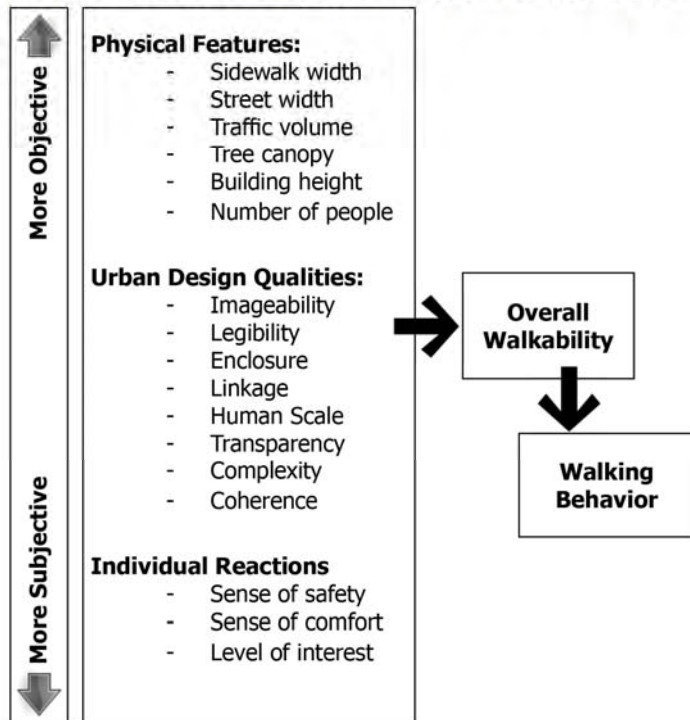 More Objective
More Subjective
Physical Features:
- Sidewalk width
- Street width
- Traffic volume
- Tree canopy
- Building height
- Number of people
Urban Design Qualities:
- Imageability
- Legibility
- Enclosure
- Linkage
- Human Scale
- Transparency
- Complexity
- Coherence
Individual Reactions
- Sense of safety
- Sense of comfort
- Level of interest
Overall
Walkability
Walking
Behavior